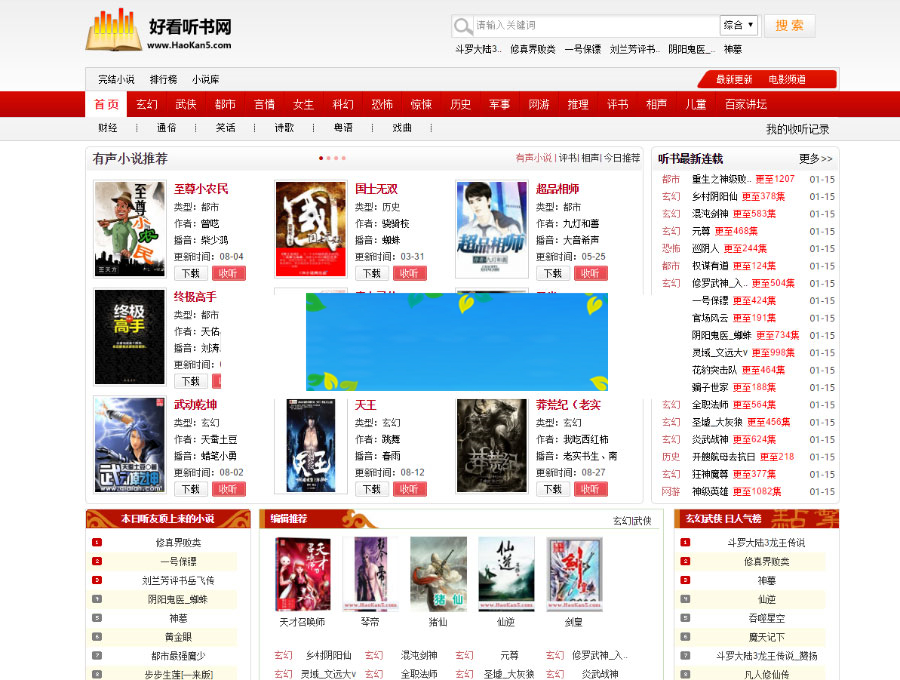 好看听书网
www.HaoKan5.com
请输入关键词
综合
搜 索
斗罗大陆3.. 修真界败类 一号保镖 刘兰芳评书.. 阴阳鬼医_.. 神墓
完结小说 排行榜 小说库
最新更新 电影频道
首 页 玄幻 武侠 都市 言情 女生 科幻 恐怖 惊悚 历史 军事 网游 推理 评书 相声 儿童 百家讲坛
财经 通俗 笑话 诗歌 粤语 戏曲
我的收听记录
有声小说推荐
有声小说 | 评书 | 相声 | 今日推荐
至尊小农民
类型：都市
作者：曾呓
播音：柴少鸿
更新时间：08-04
下载 收听
国士无双
类型：历史
作者：骁骑校
播音：蜘蛛
更新时间：03-31
下载 收听
超品相师
类型：都市
作者：九灯和善
播音：大音希声
更新时间：05-25
下载 收听
终极高手
类型：都市
播音：刘涛.
更新时间：
下载
武动乾坤
类型：玄幻
作者：天蚕土豆
播音：蜡笔小勇
更新时间：08-02
下载 收听
天王
类型：玄幻
作者：跳舞
播音：春雨
更新时间：08-12
下载 收听
莽荒纪（老实
类型：玄幻
作者：我吃西红柿
播音：老实书生、南
更新时间：08-27
下载 收听
听书最新连载
更多>>
都市 重生之神级败.. 更至1207 01-15
玄幻 乡村阴阳仙 更至378集 01-15
玄幻 混沌剑神 更至583集 01-15
玄幻 元尊 更至468集 01-15
恐怖 巡阴人 更至244集 01-15
都市 权谋有道 更至124集 01-15
玄幻 修罗武神_入.. 更至504集 01-15
一号保镖 更至424集 01-15
官场风云 更至191集 01-15
阴阳鬼医_蜘蛛 更至734集 01-15
灵域_文远大v 更至998集 01-15
花豹突击队 更至464集 01-15
獵子世家 更至188集 01-15
玄幻 全职法师 更至564集 01-15
玄幻 圣墟_大灰狼 更至456集 01-15
玄幻 炎武战神 更至624集 01-15
历史 开艘航母去抗日 更至218 01-15
玄幻 狂神魔尊 更至377集 01-15
网游 神级英雄 更至1082集 01-15
本日听友顶上来的小说
1 修真界败类
2 一号保镖
3 刘兰芳评书岳飞传
4 阴阳鬼医_蜘蛛
5 神墓
6 黄金眼
7 都市最强魔少
8 步步生莲[一来版]
编辑推荐
玄幻|武侠
天才召唤师 琴帝 猪仙 仙逆 剑皇
玄幻 乡村阴阳仙 玄幻 混沌剑神 玄幻 元尊 玄幻 修罗武神_入..
玄幻 灵域_文远大v 玄幻 全职法师 玄幻 圣墟_大灰狼 玄幻 炎武战神
玄幻武侠 日人气榜
1 斗罗大陆3龙王传说
2 修真界败类
3 神墓
4 仙逆
5 吞噬星空
6 魔天记下
7 斗罗大陆3龙王传说_赞扬
8 凡人修仙传